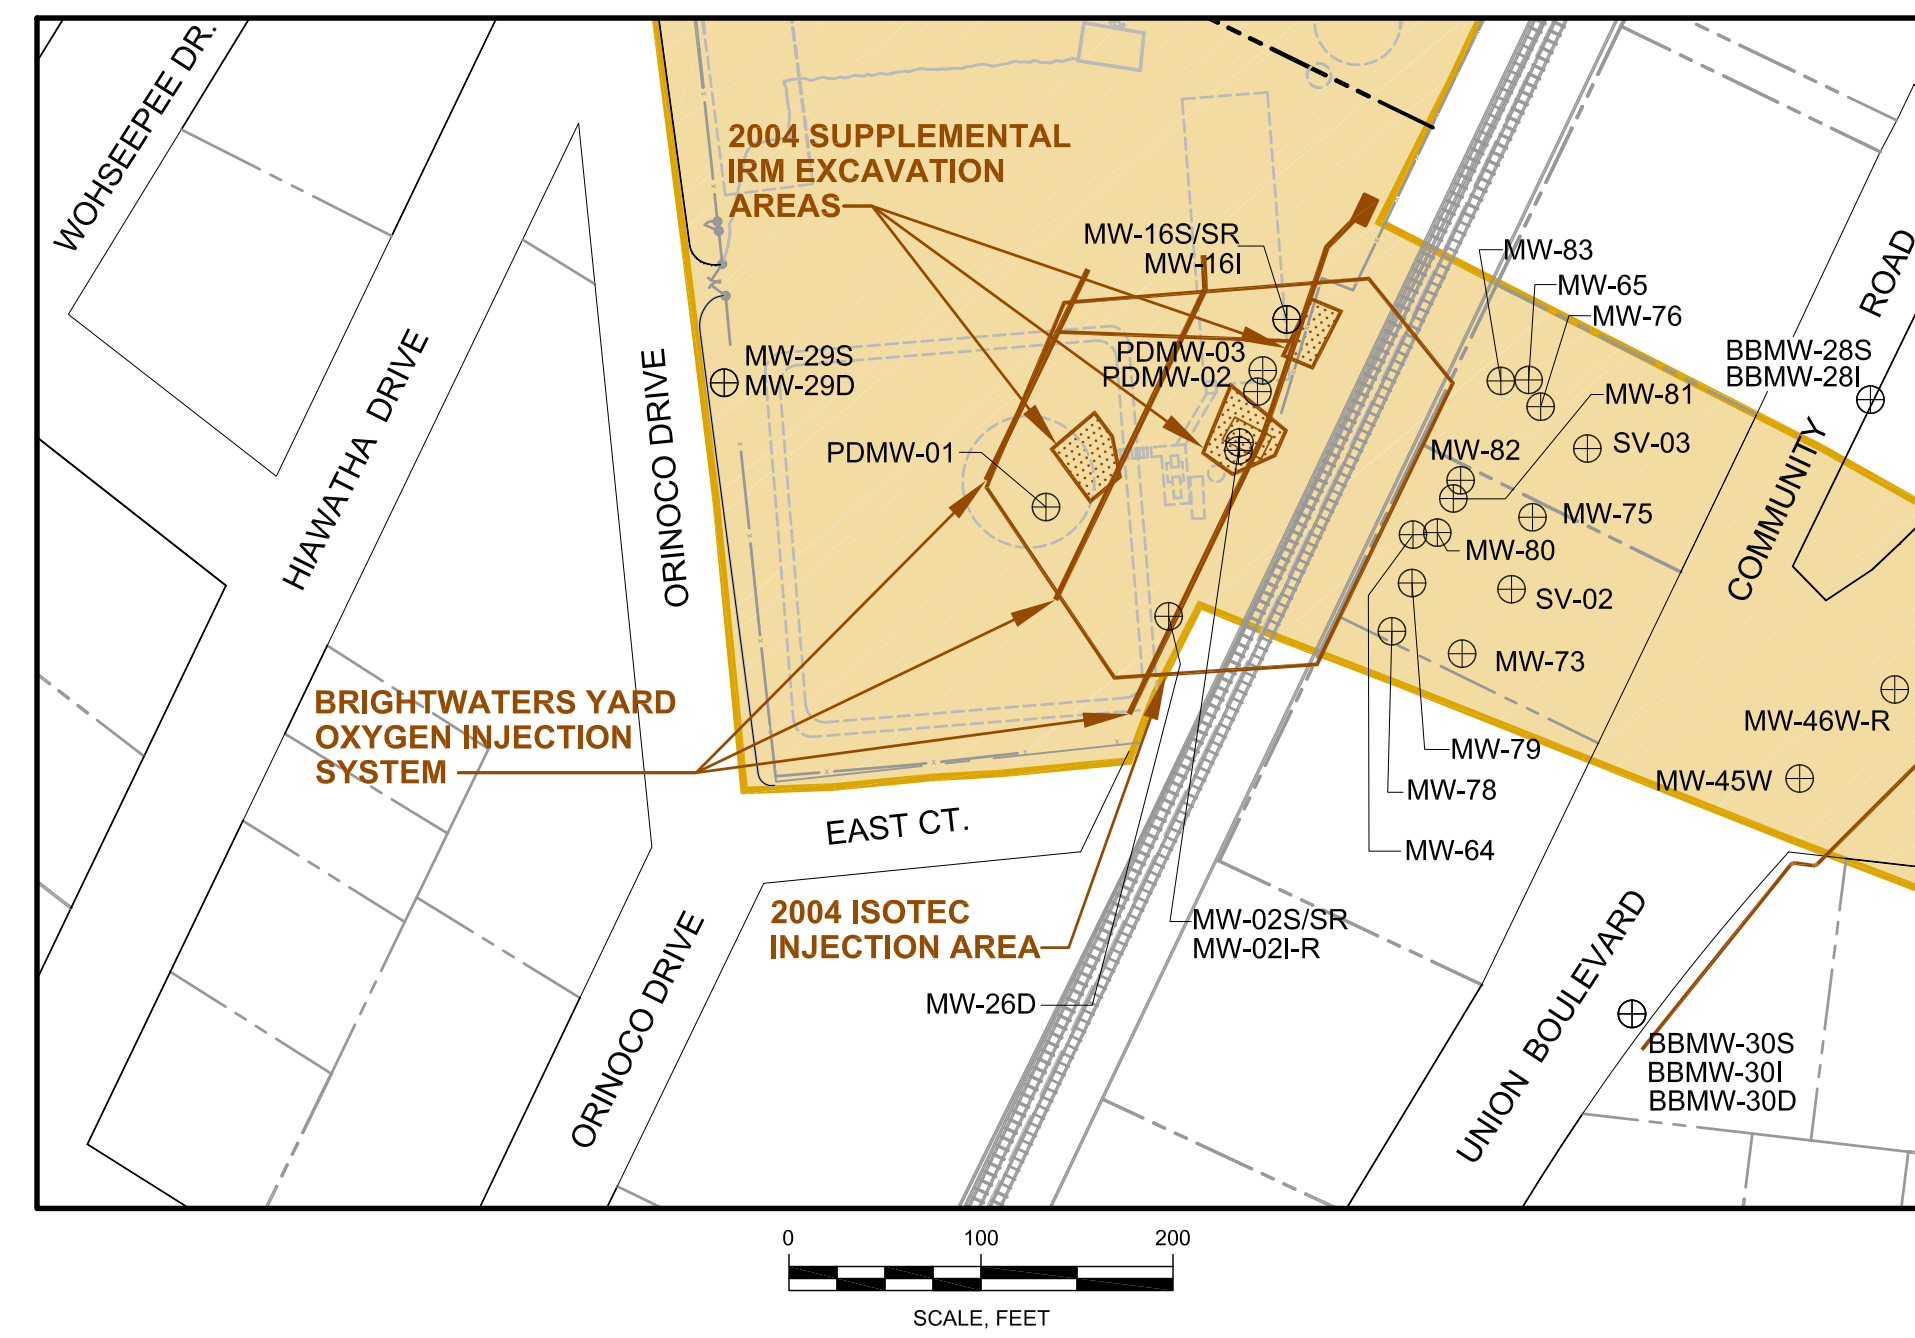 WOHSEEPEE DR.
HIAWATHA DRIVE
ORINOCO DRIVE
2004 SUPPLEMENTAL
IRM EXCAVATION
AREAS
MW-16S/SR
MW-16I
MW-83
MW-65
MW-76
ROAD
MW-29S
MW-29D
PDMW-03
PDMW-02
BBMW-28S
BBMW-28I
MW-81
SV-03
PDMW-01
MW-82
COMMUNITY
MW-75
MW-80
SV-02
MW-73
BRIGHTWATERS YARD
OXYGEN INJECTION
SYSTEM
MW-46W-R
MW-79
MW-45W
MW-78
EAST CT.
MW-64
2004 ISOTEC
INJECTION AREA
MW-02S/SR
MW-02I-R
ORINOCO DRIVE
MW-26D
UNION BOULEVARD
BBMW-30S
BBMW-30I
BBMW-30D
0 100 200
SCALE, FEET